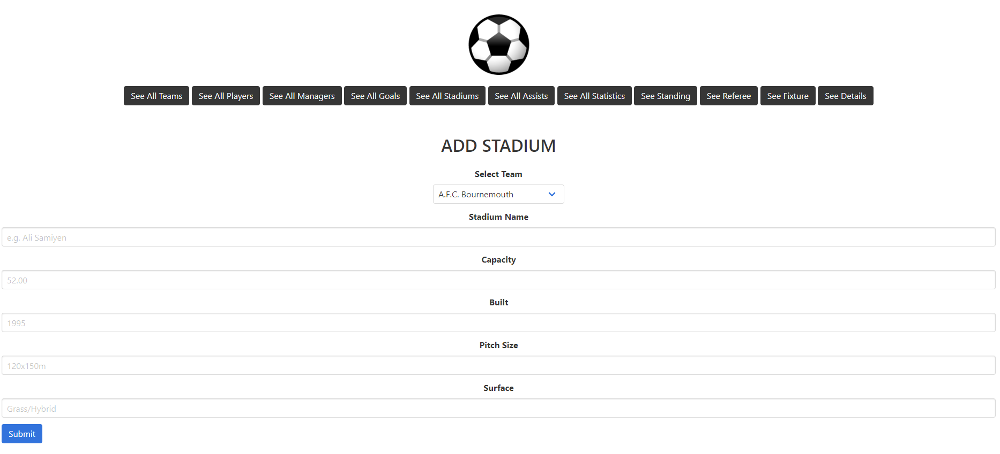 See All Teams See All Players See All Managers See All Goals See All Stadiums See All Assists See All Statistics See Standing See Referee See Fixture See Details
ADD STADIUM
Select Team
A.F.C. Bournemouth
Stadium Name
e.g. Ali Samiyen
Capacity
52.00
Built
1995
Pitch Size
120x150m
Surface
Grass/Hybrid
Submit